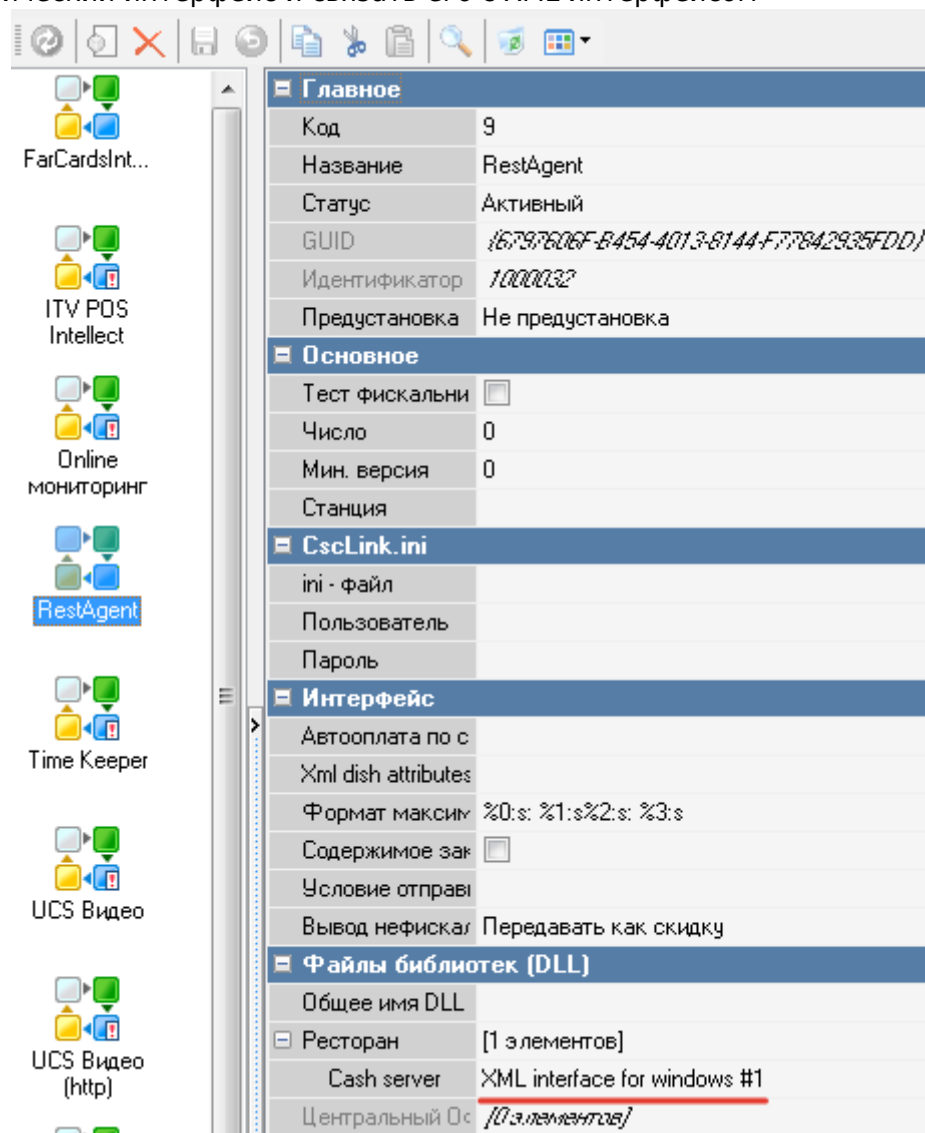 FarCardsInt...
ITV POS
Intellect
Online
мониторинг
RestAgent
Time Keeper
UCS Видео
UCS Видео
(http)
Главное
Код 9
Название RestAgent
Статус Активный
GUID {6797606F-B454-4013-8144-F77842935FDD}
Идентификатор 1000032
Предустановка Не предустановка
Основное
Тест фискальни
Число 0
Мин. версия 0
Станция
CscLink.ini
ini - файл
Пользователь
Пароль
Интерфейс
Автооплата по с
Xml dish attributes
Формат максим %0:s: %1:s%2:s: %3:s
Содержимое зак
Условие отправı
Вывод нефискал Передавать как скидку
Файлы библиотек (DLL)
Общее имя DLL
Ресторан [1 элементов]
Cash server XML interface for windows #1
Центральный Ос [0 элементов]